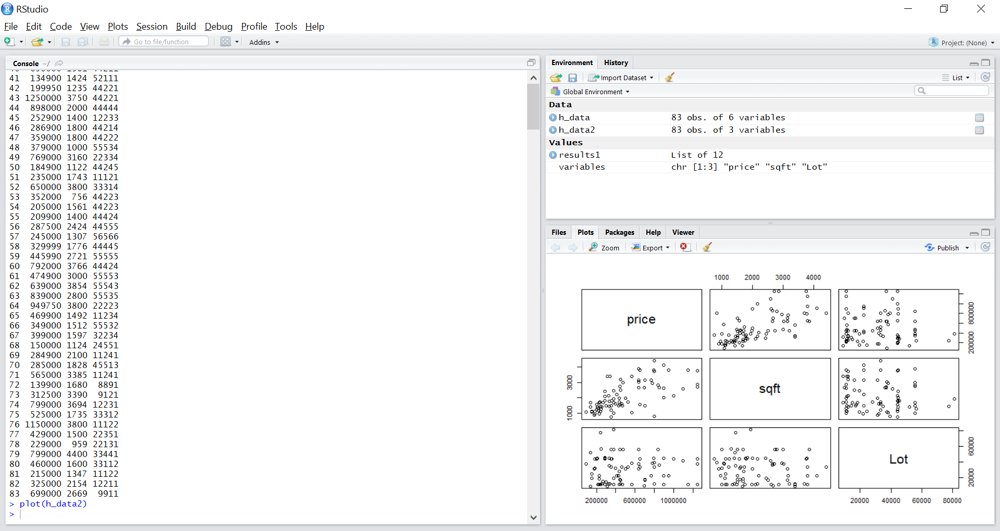 RStudio
File Edit Code View Plots Session Build Debug Profile Tools Help
Go to file/function Addins Project: (None)
Console ~/
41 134900 1424 52111
42 199950 1235 44221
43 1250000 3750 44221
44 898000 2000 44444
45 252900 1400 12233
46 286900 1800 44214
47 359000 1800 44222
48 379000 1000 55534
49 769000 3160 22334
50 184900 1122 44245
51 235000 1743 11121
52 650000 3800 33314
53 352000 756 44223
54 205000 1561 44223
55 209900 1400 44424
56 287500 2424 44555
57 245000 1307 56566
58 329999 1776 44445
59 445990 2721 55555
60 792000 3766 44424
61 474900 3000 55553
62 639000 3854 55543
63 839000 2800 55535
64 949750 3800 22223
65 469900 1492 11234
66 349000 1512 55532
67 399000 1597 32234
68 150000 1124 24551
69 284900 2100 11241
70 285000 1828 45513
71 565000 3385 11241
72 139900 1680 8891
73 312500 3390 9121
74 799000 3694 12231
75 525000 1735 33312
76 1150000 3800 11122
77 429000 1500 22351
78 229000 959 22131
79 799000 4400 33441
80 460000 1600 33112
81 215000 1347 11122
82 325000 2154 12211
83 699000 2669 9911
> plot(h_data2)
>
Environment History
Import Dataset List
Global Environment
Data
h_data 83 obs. of 6 variables
h_data2 83 obs. of 3 variables
Values
results1 List of 12
variables chr [1:3] "price" "sqft" "Lot"
Files Plots Packages Help Viewer
Zoom Export Publish
1000 2000 3000 4000
price
200000 800000
sqft
1000 3000
Lot
20000 60000
200000 600000 1000000
20000 40000 60000 80000